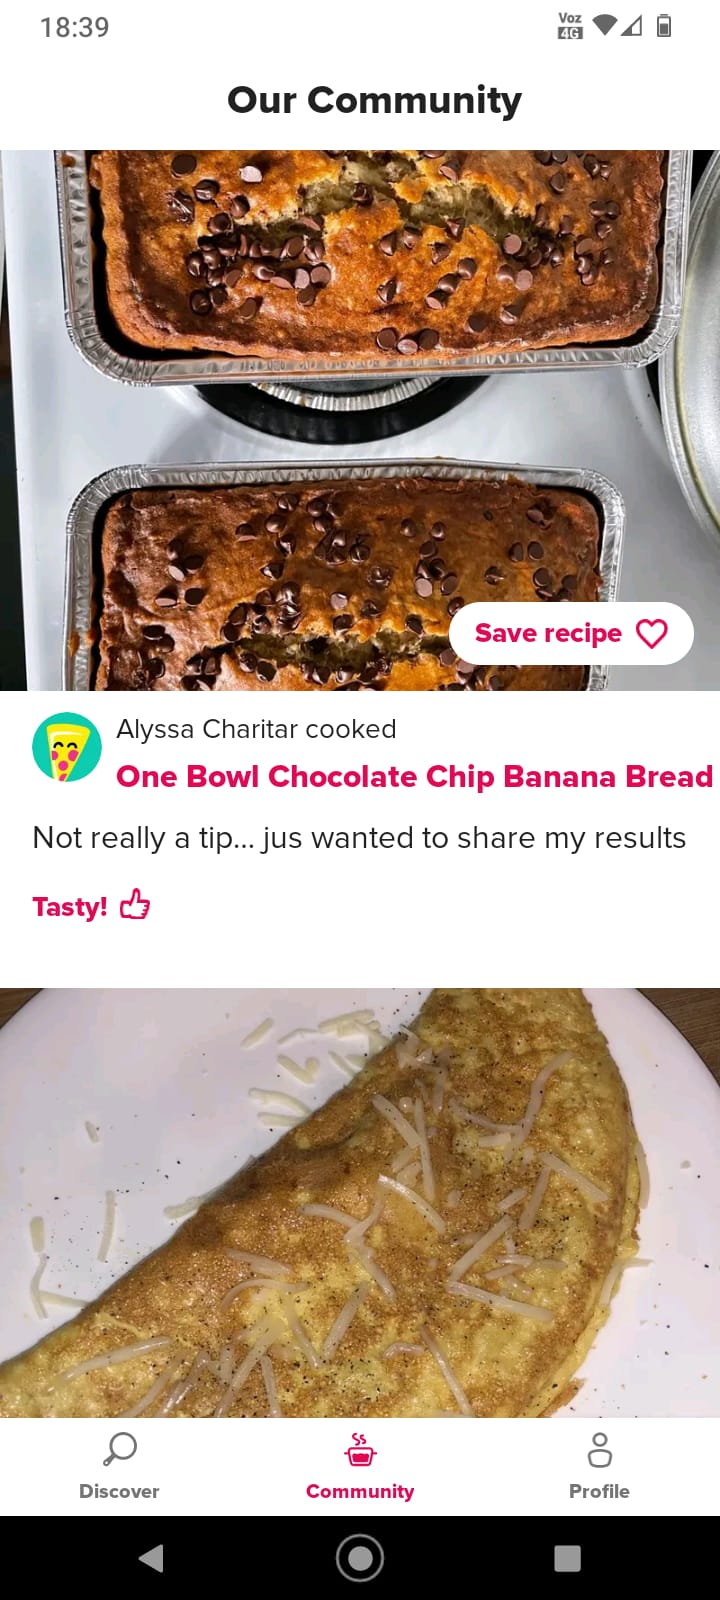 18:39
Voz
4G
Our Community
Save recipe
Alyssa Charitar cooked
One Bowl Chocolate Chip Banana Bread
Not really a tip... jus wanted to share my results
Tasty!
Discover
Community
Profile